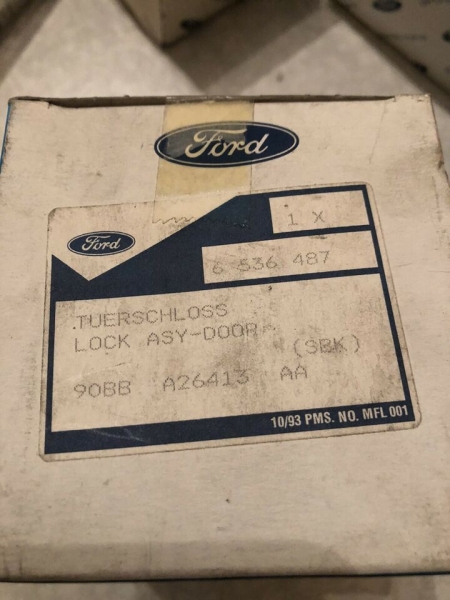 Ford
Ford
1 X
6 536 487
TUERSCHLOSS
LOCK ASY-DOOR
(SBK)
90BB A26413 AA
10/93 PMS. NO. MFL 001